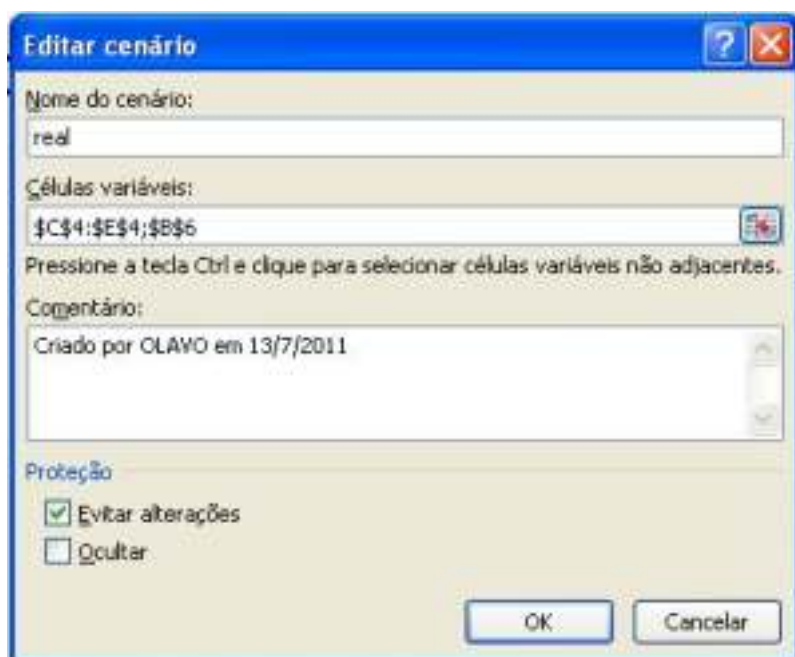 Editar cenário
Nome do cenário:
real
Células variáveis:
$C$4:$E$4;$B$6
Pressione a tecla Ctrl e clique para selecionar células variáveis não adjacentes.
Comentário:
Criado por OLAVO em 13/7/2011
Proteção
Evitar alterações
Ocultar
OK
Cancelar